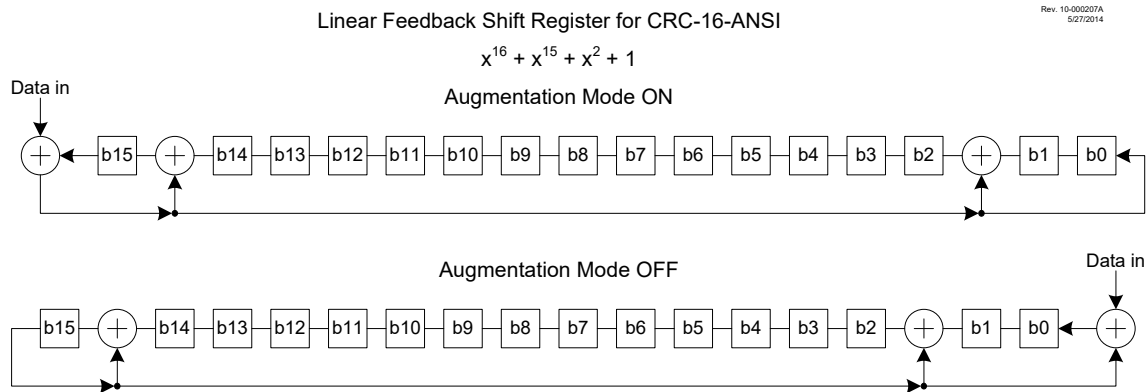 Linear Feedback Shift Register for CRC-16-ANSI
Rev. 10-000207A
5/27/2014
x¹⁶ + x¹⁵ + x² + 1
Augmentation Mode ON
Data in
+ b15 + b14 b13 b12 b11 b10 b9 b8 b7 b6 b5 b4 b3 b2 + b1 b0
Augmentation Mode OFF
Data in
b15 + b14 b13 b12 b11 b10 b9 b8 b7 b6 b5 b4 b3 b2 + b1 b0 +